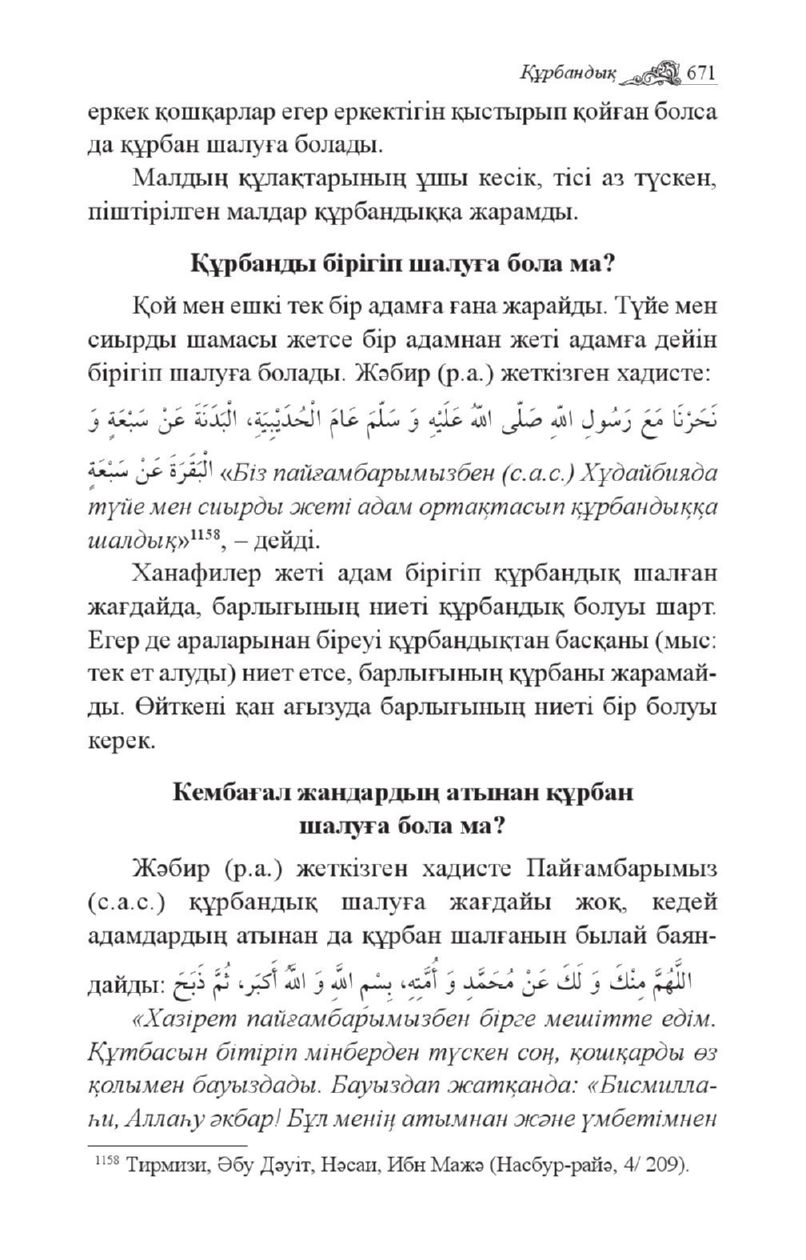 Құрбандық 671
еркек қошқарлар егер еркектігін қыстырып қойған болса
да құрбан шалуға болады.
Малдың құлақтарының ұшы кесік, тісі аз түскен,
піштірілген малдар құрбандыққа жарамды.
Құрбанды бірігіп шалуға бола ма?
Қой мен ешкі тек бір адамға ғана жарайды. Түйе мен
сиырды шамасы жетсе бір адамнан жеті адамға дейін
бірігіп шалуға болады. Жәбир (р.а.) жеткізген хадисте:
نَحَرْنَا مَعَ رَسُولِ اللهِ صَلَّى اللهُ عَلَيْهِ وَ سَلَّمَ عَامَ الْحُدَيْبِيَةِ، الْبَدَنَةَ عَنْ سَبْعَةٍ وَ
الْبَقَرَةَ عَنْ سَبْعَةٍ «Біз пайғамбарымызбен (с.а.с.) Хұдайбияда
түйе мен сиырды жеті адам ортақтасып құрбандыққа
шалдық»¹¹⁵⁸, – дейді.
Ханафилер жеті адам бірігіп құрбандық шалған
жағдайда, барлығының ниеті құрбандық болуы шарт.
Егер де араларынан біреуі құрбандықтан басқаны (мыс:
тек ет алуды) ниет етсе, барлығының құрбаны жарамай-
ды. Өйткені қан ағызуда барлығының ниеті бір болуы
керек.
Кембағал жандардың атынан құрбан
шалуға бола ма?
Жәбир (р.а.) жеткізген хадисте Пайғамбарымыз
(с.а.с.) құрбандық шалуға жағдайы жоқ, кедей
адамдардың атынан да құрбан шалғанын былай баян-
дайды: اللَّهُمَّ مِنْكَ وَ لَكَ عَنْ مُحَمَّدٍ وَ أُمَّتِهِ، بِسْمِ اللهِ وَ اللهُ أَكْبَرُ، ثُمَّ ذَبَحَ
«Хазірет пайғамбарымызбен бірге мешітте едім.
Құтбасын бітіріп мінберден түскен соң, қошқарды өз
қолымен бауыздады. Бауыздап жатқанда: «Бисмилла-
һи, Аллаһу әкбар! Бұл менің атымнан және үмбетімнен
¹¹⁵⁸ Тирмизи, Әбу Дәуіт, Нәсаи, Ибн Мажә (Насбур-райә, 4/ 209).